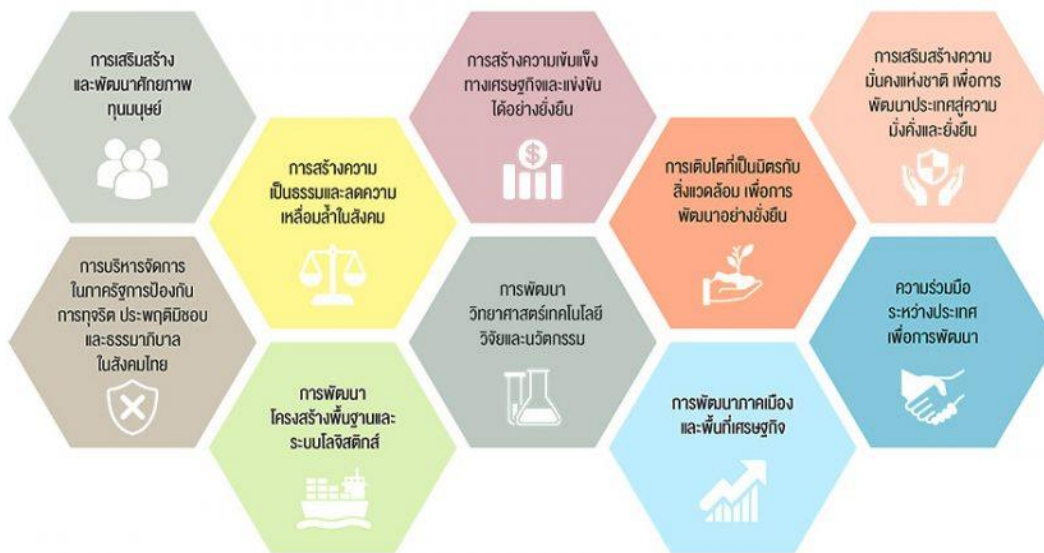 การเสริมสร้าง
และพัฒนาศักยภาพ
ทุนมนุษย์
การสร้างความ
เป็นธรรมและลดความ
เหลื่อมล้ำในสังคม
การสร้างความเข้มแข็ง
ทางเศรษฐกิจและแข่งขัน
ได้อย่างยั่งยืน
การเติบโตที่เป็นมิตรกับ
สิ่งแวดล้อม เพื่อการ
พัฒนาอย่างยั่งยืน
การเสริมสร้างความ
มั่นคงแห่งชาติ เพื่อการ
พัฒนาประเทศสู่ความ
มั่งคั่งและยั่งยืน
การบริหารจัดการ
ในภาครัฐการป้องกัน
การทุจริต ประพฤติมิชอบ
และธรรมาภิบาล
ในสังคมไทย
การพัฒนา
โครงสร้างพื้นฐานและ
ระบบโลจิสติกส์
การพัฒนา
วิทยาศาสตร์เทคโนโลยี
วิจัยและนวัตกรรม
การพัฒนาภาคเมือง
และพื้นที่เศรษฐกิจ
ความร่วมมือ
ระหว่างประเทศ
เพื่อการพัฒนา